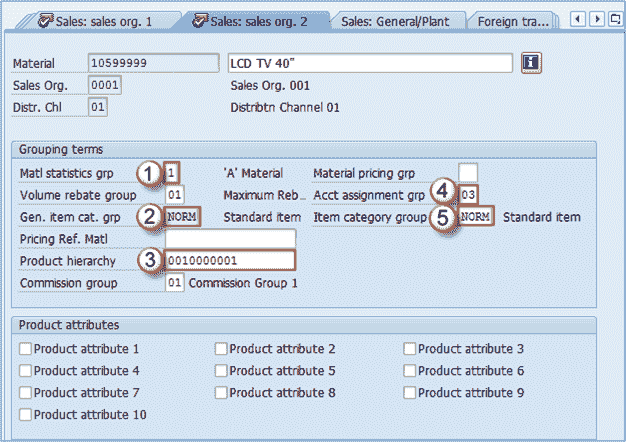 Sales: sales org. 1 Sales: sales org. 2 Sales: General/Plant Foreign tra...
Material 10599999 LCD TV 40"
Sales Org. 0001 Sales Org. 001
Distr. Chl 01 Distribtn Channel 01
Grouping terms
Matl statistics grp 1 1 'A' Material Material pricing grp
Volume rebate group 01 Maximum Reb... Acct assignment grp 4 03
Gen. item cat. grp 2 NORM Standard item Item category group 5 NORM Standard item
Pricing Ref. Matl
Product hierarchy 3 0010000001
Commission group 01 Commission Group 1
Product attributes
Product attribute 1 Product attribute 2 Product attribute 3
Product attribute 4 Product attribute 5 Product attribute 6
Product attribute 7 Product attribute 8 Product attribute 9
Product attribute 10